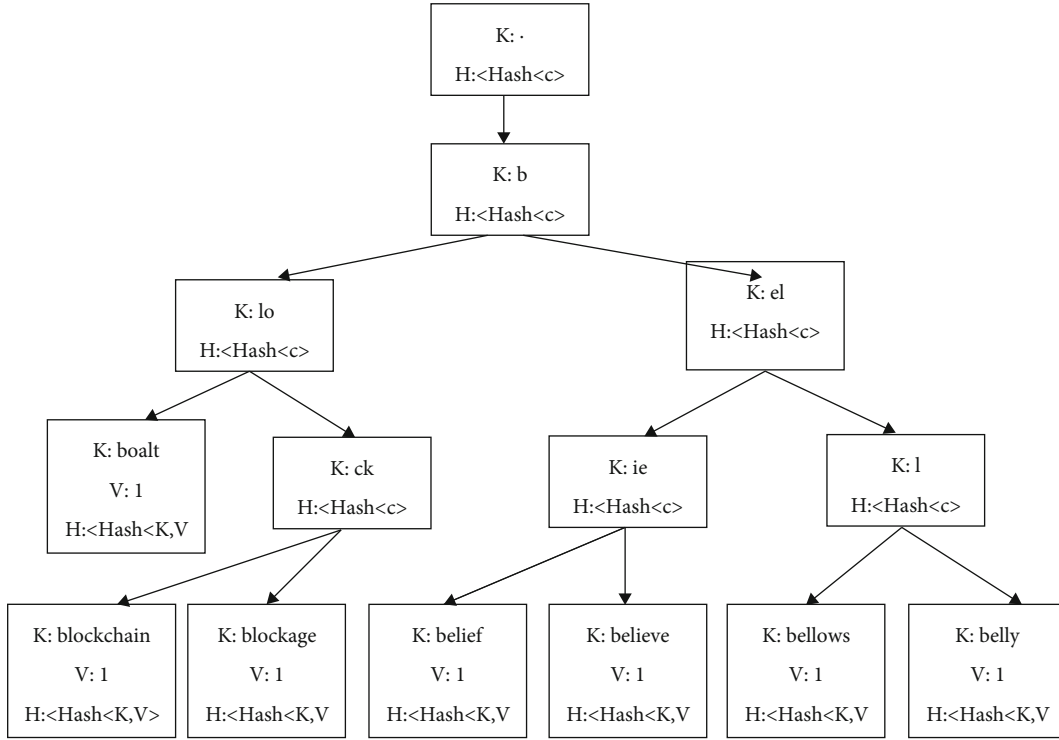 K: ·
H:<Hash<c>
K: b
H:<Hash<c>
K: lo
H:<Hash<c>
K: el
H:<Hash<c>
K: boalt
V: 1
H:<Hash<K,V
K: ck
H:<Hash<c>
K: ie
H:<Hash<c>
K: l
H:<Hash<c>
K: blockchain
V: 1
H:<Hash<K,V>
K: blockage
V: 1
H:<Hash<K,V
K: belief
V: 1
H:<Hash<K,V
K: believe
V: 1
H:<Hash<K,V
K: bellows
V: 1
H:<Hash<K,V
K: belly
V: 1
H:<Hash<K,V